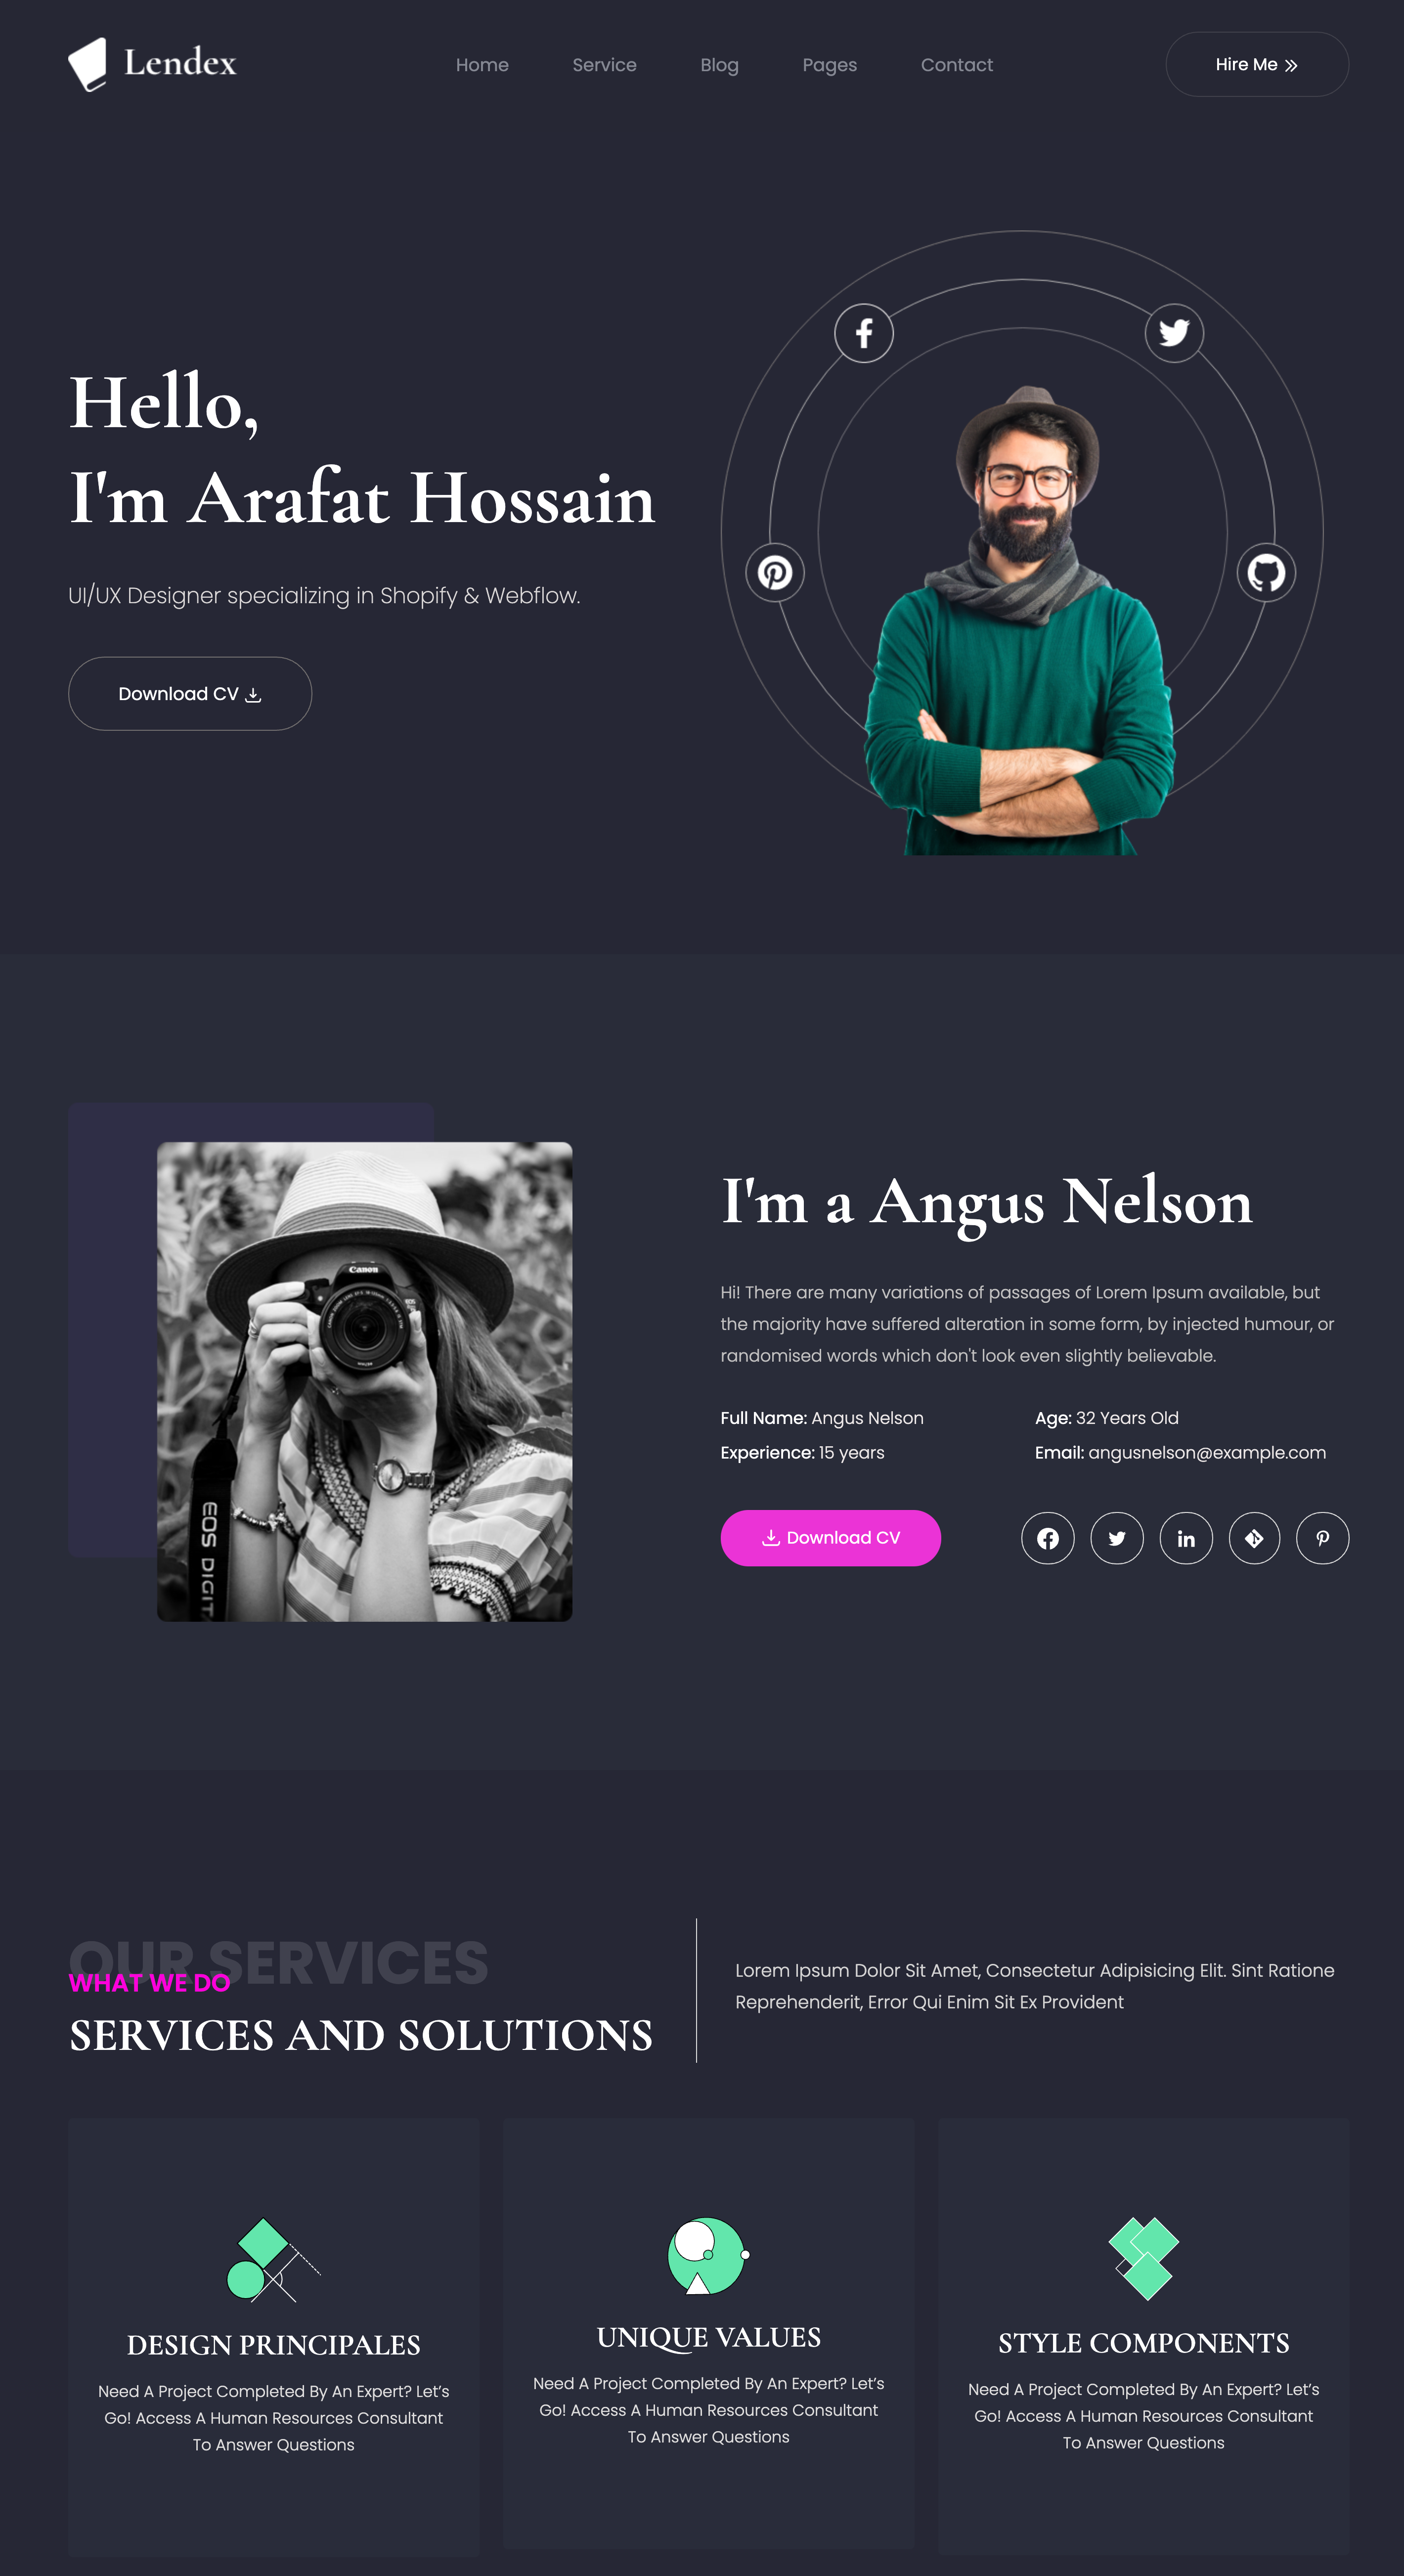 Lendex
Home Service Blog Pages Contact
Hire Me
Hello,
I'm Arafat Hossain
UI/UX Designer specializing in Shopify & Webflow.
Download CV
Canon
EOS DIGIT
I'm a Angus Nelson
Hi! There are many variations of passages of Lorem Ipsum available, but
the majority have suffered alteration in some form, by injected humour, or
randomised words which don't look even slightly believable.
Full Name: Angus Nelson
Age: 32 Years Old
Experience: 15 years
Email: angusnelson@example.com
Download CV
OUR SERVICES
WHAT WE DO
SERVICES AND SOLUTIONS
Lorem Ipsum Dolor Sit Amet, Consectetur Adipisicing Elit. Sint Ratione
Reprehenderit, Error Qui Enim Sit Ex Provident
DESIGN PRINCIPALES
Need A Project Completed By An Expert? Let’s
Go! Access A Human Resources Consultant
To Answer Questions
UNIQUE VALUES
Need A Project Completed By An Expert? Let’s
Go! Access A Human Resources Consultant
To Answer Questions
STYLE COMPONENTS
Need A Project Completed By An Expert? Let’s
Go! Access A Human Resources Consultant
To Answer Questions